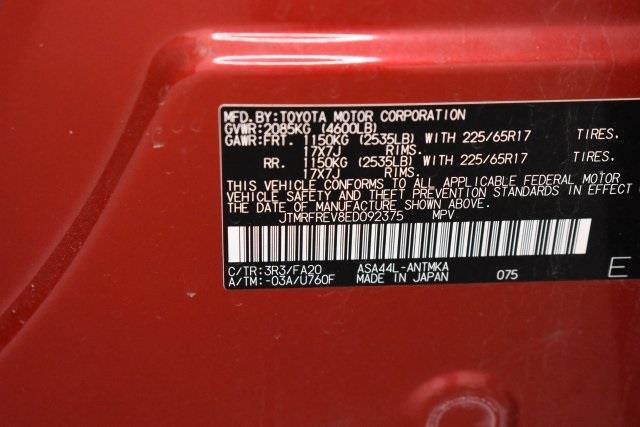 MFD.BY:TOYOTA MOTOR CORPORATION
GVWR:2085KG (4600LB)
GAWR:FRT. 1150KG (2535LB) WITH 225/65R17 TIRES.
17X7J RIMS.
RR. 1150KG (2535LB) WITH 225/65R17 TIRES.
17X7J RIMS.
THIS VEHICLE CONFORMS TO ALL APPLICABLE FEDERAL MOTOR
VEHICLE SAFETY AND THEFT PREVENTION STANDARDS IN EFFECT
THE DATE OF MANUFACTURE SHOWN ABOVE.
JTMRFREV8ED092375 MPV
C/TR:3R3/FA20 ASA44L-ANTMKA
A/TM:-03A/U760F MADE IN JAPAN 075 E